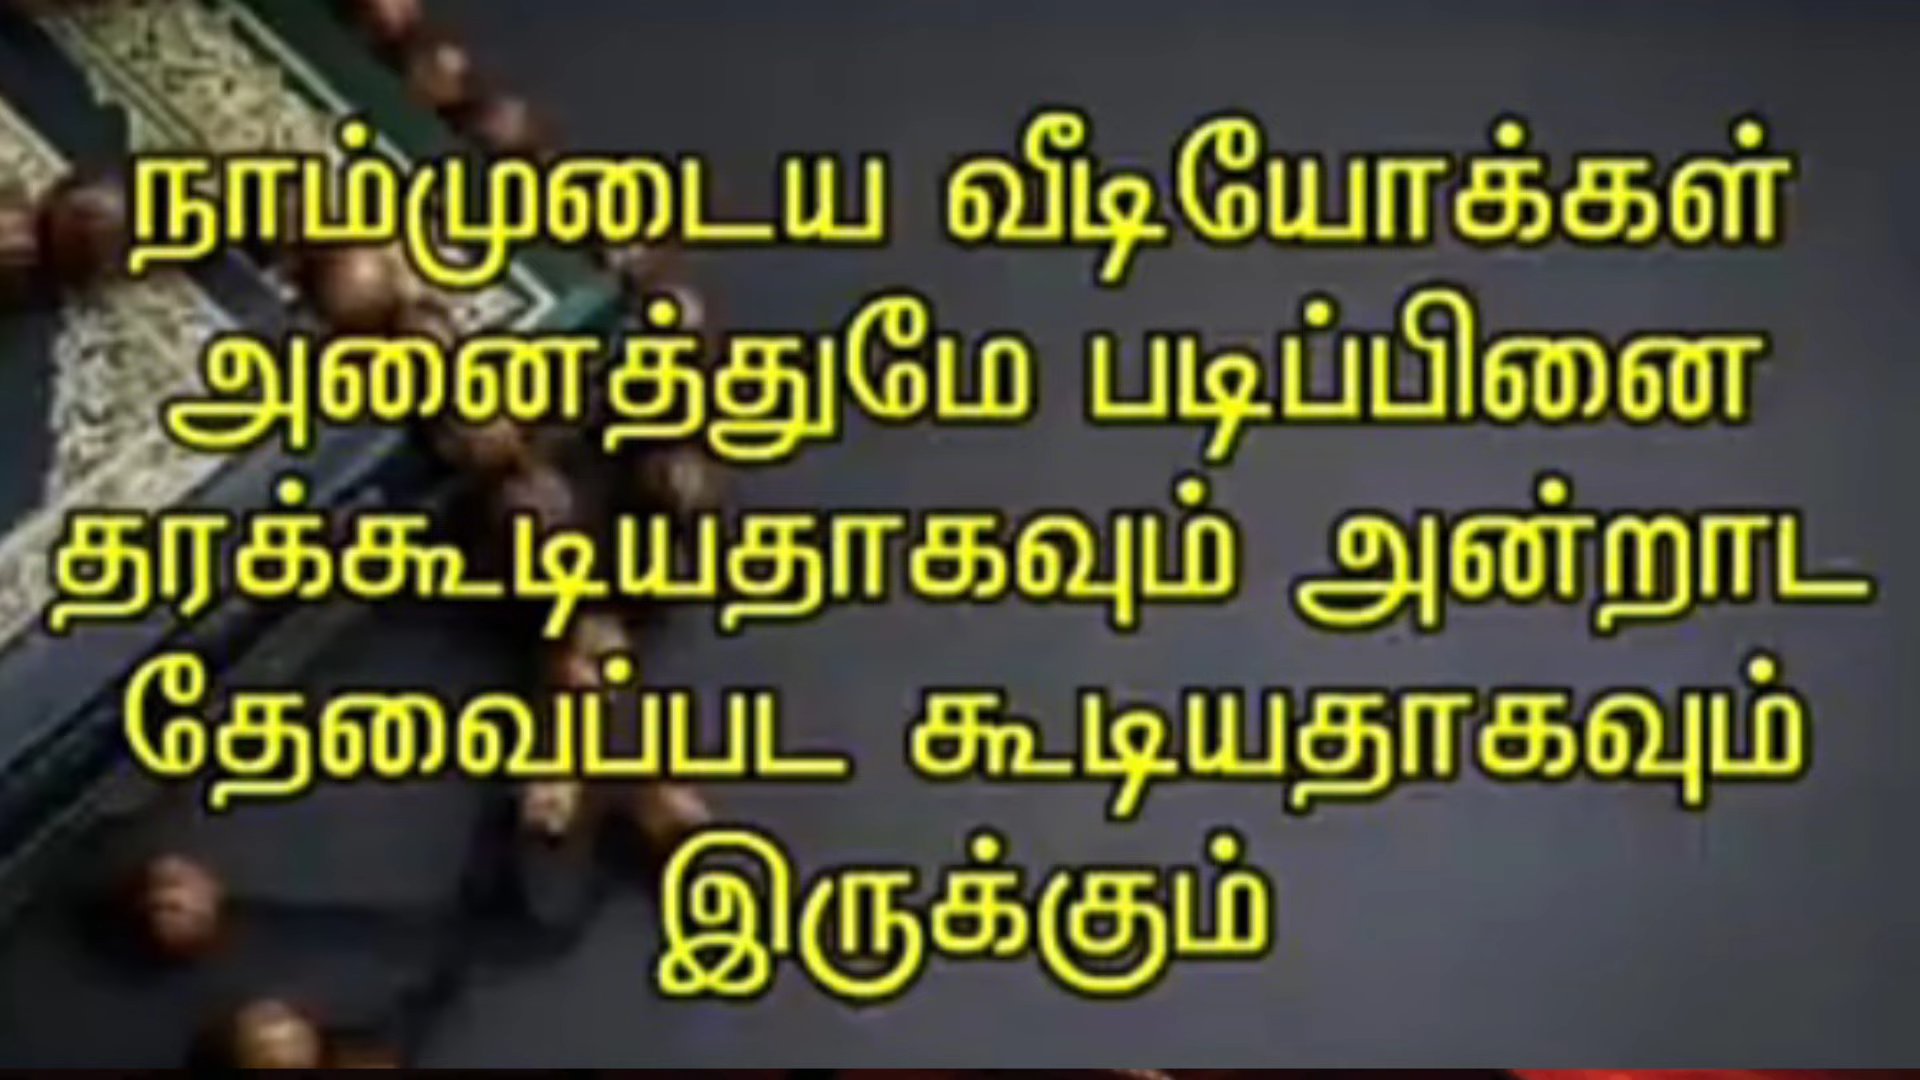 நாம்முடைய வீடியோக்கள்
அனைத்துமே படிப்பினை
தரக்கூடியதாகவும் அன்றாட
தேவைப்பட கூடியதாகவும்
இருக்கும்